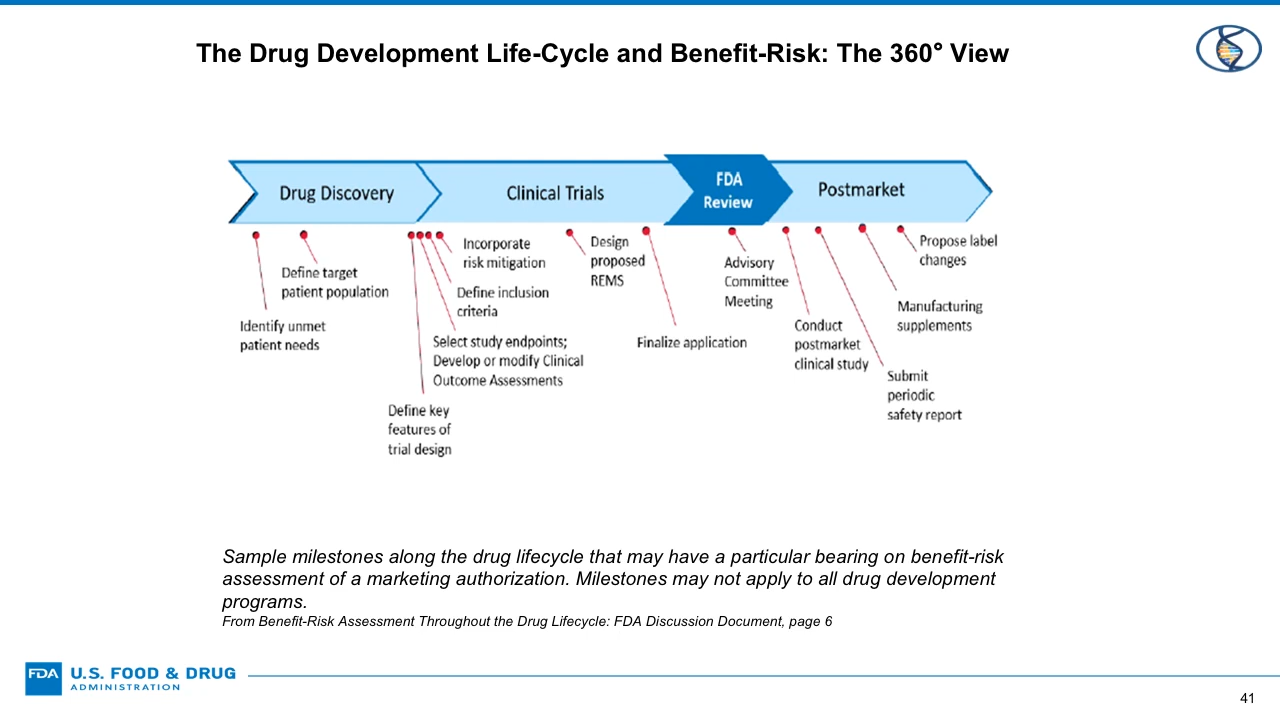 The Drug Development Life-Cycle and Benefit-Risk: The 360° View
Drug Discovery
Clinical Trials
FDA
Review
Postmarket
Identify unmet
patient needs
Define target
patient population
Define key
features of
trial design
Select study endpoints;
Develop or modify Clinical
Outcome Assessments
Define inclusion
criteria
Incorporate
risk mitigation
Design
proposed
REMS
Finalize application
Advisory
Committee
Meeting
Conduct
postmarket
clinical study
Submit
periodic
safety report
Manufacturing
supplements
Propose label
changes
Sample milestones along the drug lifecycle that may have a particular bearing on benefit-risk
assessment of a marketing authorization. Milestones may not apply to all drug development
programs.
From Benefit-Risk Assessment Throughout the Drug Lifecycle: FDA Discussion Document, page 6
FDA
U.S. FOOD & DRUG
ADMINISTRATION
41